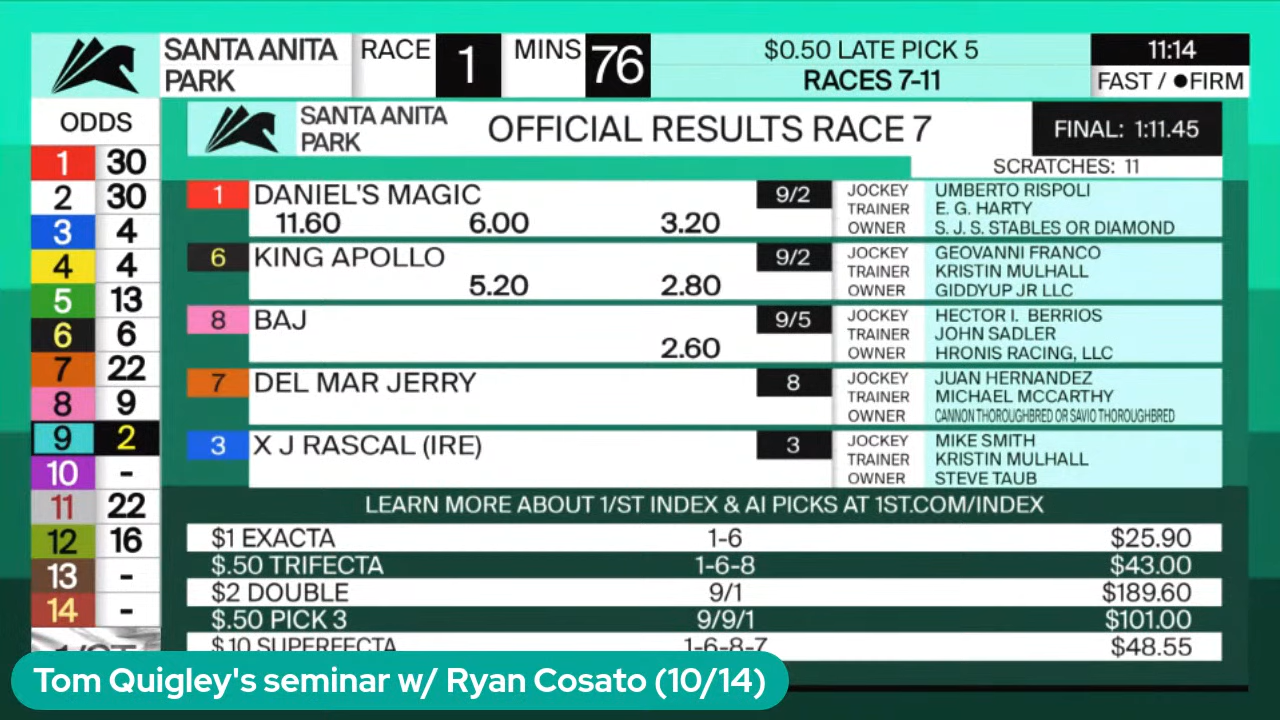 SANTA ANITA PARK RACE 1 MINS 76 $0.50 LATE PICK 5 11:14
RACES 7-11 FAST / ●FIRM
ODDS
1 30
2 30
3 4
4 4
5 13
6 6
7 22
8 9
9 2
10 -
11 22
12 16
13 -
14 -
SANTA ANITA PARK OFFICIAL RESULTS RACE 7 FINAL: 1:11.45
SCRATCHES: 11
1 DANIEL'S MAGIC 9/2 JOCKEY UMBERTO RISPOLI
TRAINER E. G. HARTY
11.60 6.00 3.20 OWNER S. J. S. STABLES OR DIAMOND
6 KING APOLLO 9/2 JOCKEY GEOVANNI FRANCO
TRAINER KRISTIN MULHALL
5.20 2.80 OWNER GIDDYUP JR LLC
8 BAJ 9/5 JOCKEY HECTOR I. BERRIOS
TRAINER JOHN SADLER
2.60 OWNER HRONIS RACING, LLC
7 DEL MAR JERRY 8 JOCKEY JUAN HERNANDEZ
TRAINER MICHAEL MCCARTHY
OWNER CANNON THOROUGHBRED OR SAVIO THOROUGHBRED
3 X J RASCAL (IRE) 3 JOCKEY MIKE SMITH
TRAINER KRISTIN MULHALL
OWNER STEVE TAUB
LEARN MORE ABOUT 1/ST INDEX & AI PICKS AT 1ST.COM/INDEX
$1 EXACTA 1-6 $25.90
$.50 TRIFECTA 1-6-8 $43.00
$2 DOUBLE 9/1 $189.60
$.50 PICK 3 9/9/1 $101.00
$.10 SUPERFECTA 1-6-8-7 $48.55
Tom Quigley's seminar w/ Ryan Cosato (10/14)